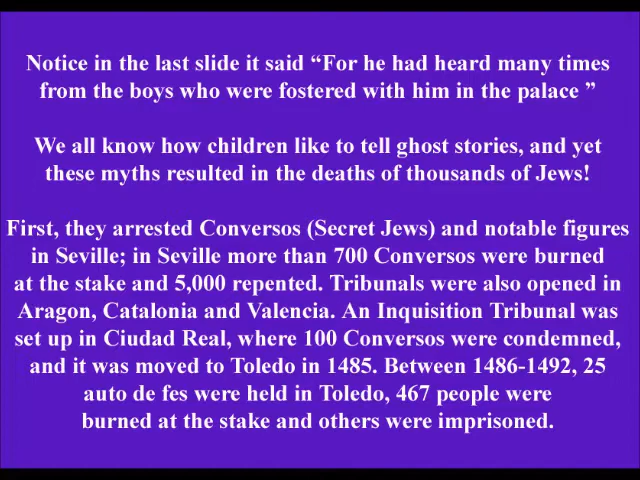 Notice in the last slide it said “For he had heard many times
from the boys who were fostered with him in the palace ”
We all know how children like to tell ghost stories, and yet
these myths resulted in the deaths of thousands of Jews!
First, they arrested Conversos (Secret Jews) and notable figures
in Seville; in Seville more than 700 Conversos were burned
at the stake and 5,000 repented. Tribunals were also opened in
Aragon, Catalonia and Valencia. An Inquisition Tribunal was
set up in Ciudad Real, where 100 Conversos were condemned,
and it was moved to Toledo in 1485. Between 1486-1492, 25
auto de fes were held in Toledo, 467 people were
burned at the stake and others were imprisoned.